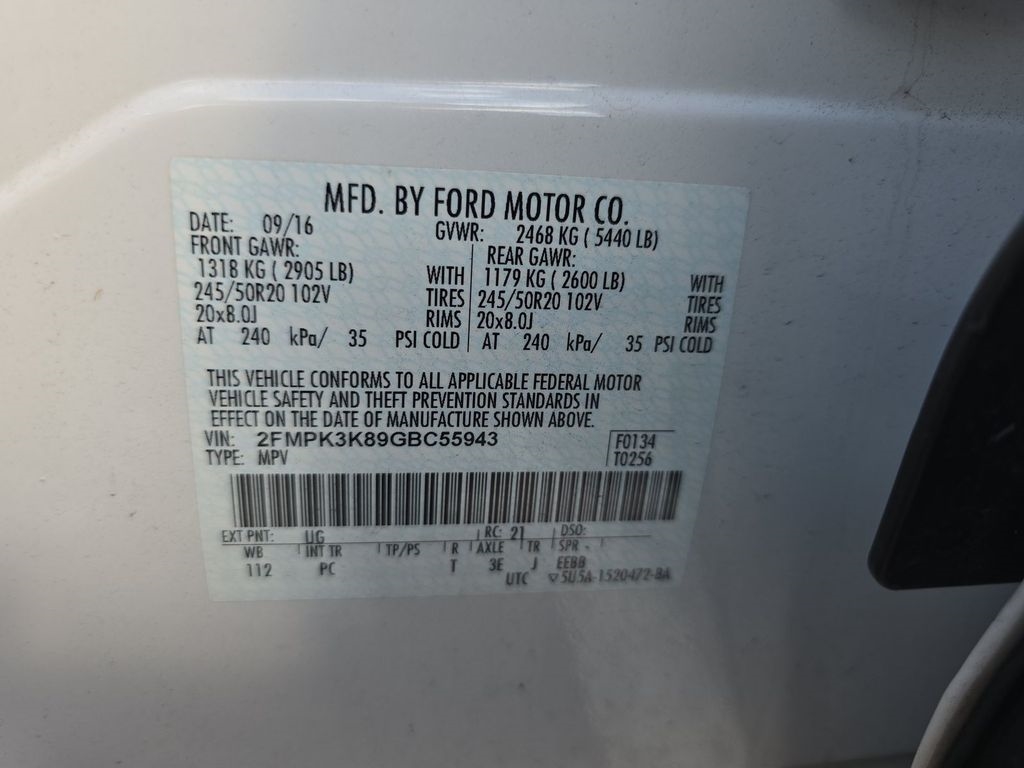 MFD. BY FORD MOTOR CO.
DATE: 09/16 GVWR: 2468 KG ( 5440 LB)
FRONT GAWR: REAR GAWR:
1318 KG ( 2905 LB) WITH 1179 KG ( 2600 LB) WITH
245/50R20 102V TIRES 245/50R20 102V TIRES
20x8.0J RIMS 20x8.0J RIMS
AT 240 kPa/ 35 PSI COLD AT 240 kPa/ 35 PSI COLD
THIS VEHICLE CONFORMS TO ALL APPLICABLE FEDERAL MOTOR
VEHICLE SAFETY AND THEFT PREVENTION STANDARDS IN
EFFECT ON THE DATE OF MANUFACTURE SHOWN ABOVE.
VIN: 2FMPK3K89GBC55943 F0134
TYPE: MPV T0256
EXT PNT: UG RC: 21 DSO:
WB INT TR TP/PS R AXLE TR SPR
112 PC T 3E J EEBB
UTC 5U5A-1520472-BA